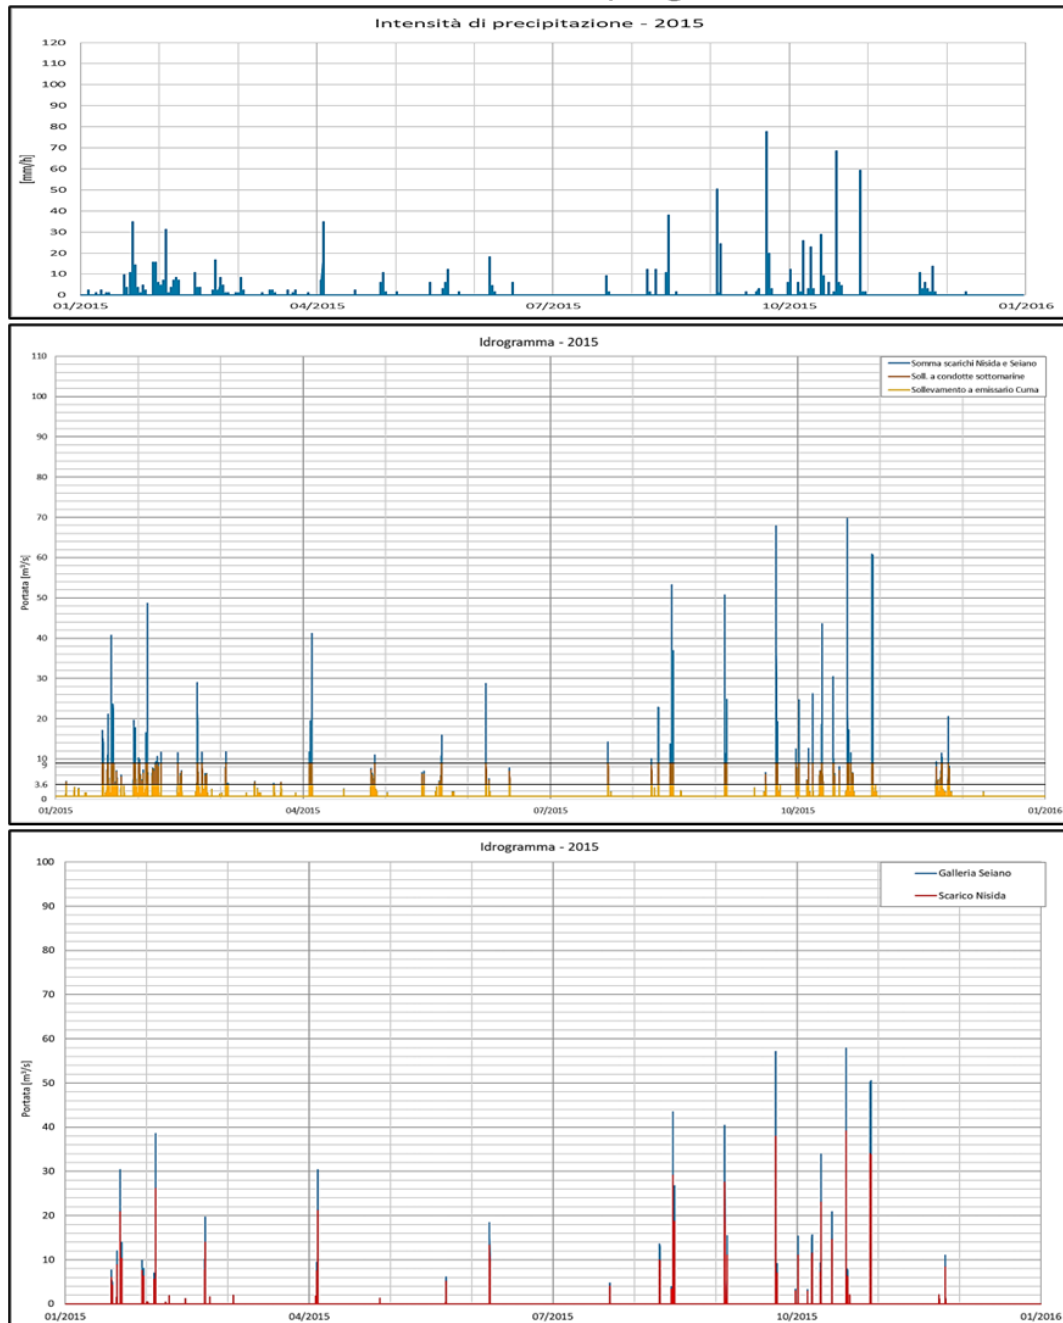 Intensità di precipitazione - 2015
120
110
100
90
80
70
60
50
40
30
20
10
0
[mm/h]
01/2015 04/2015 07/2015 10/2015 01/2016
Idrogramma - 2015
Somma scarichi Nisida e Seiano
Soll. a condotte sottomarine
Sollevamento a emissario Cuma
110
100
90
80
70
60
50
40
30
20
10
9
3.6
0
Portata [m³/s]
01/2015 04/2015 07/2015 10/2015 01/2016
Idrogramma - 2015
Galleria Seiano
Scarico Nisida
100
90
80
70
60
50
40
30
20
10
0
Portata [m³/s]
01/2015 04/2015 07/2015 10/2015 01/2016